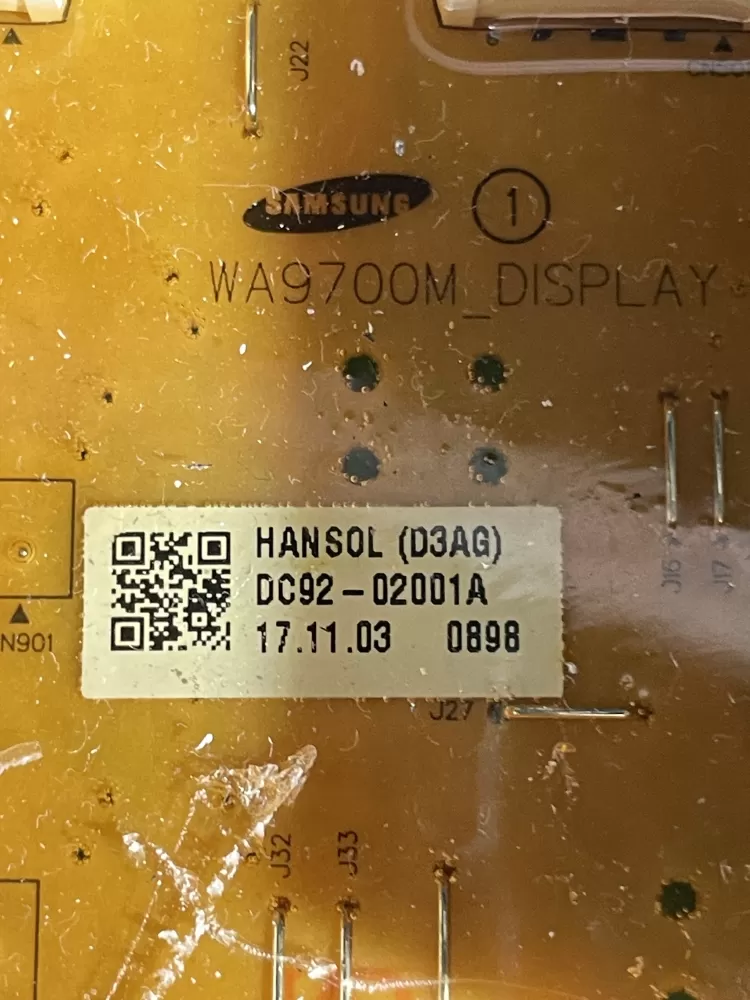 J22
SAMSUNG
1
WA9700M_DISPLAY
HANSOL (D3AG)
DC92-02001A
17.11.03 0898
J16
J17
N901
J27
J32
J33